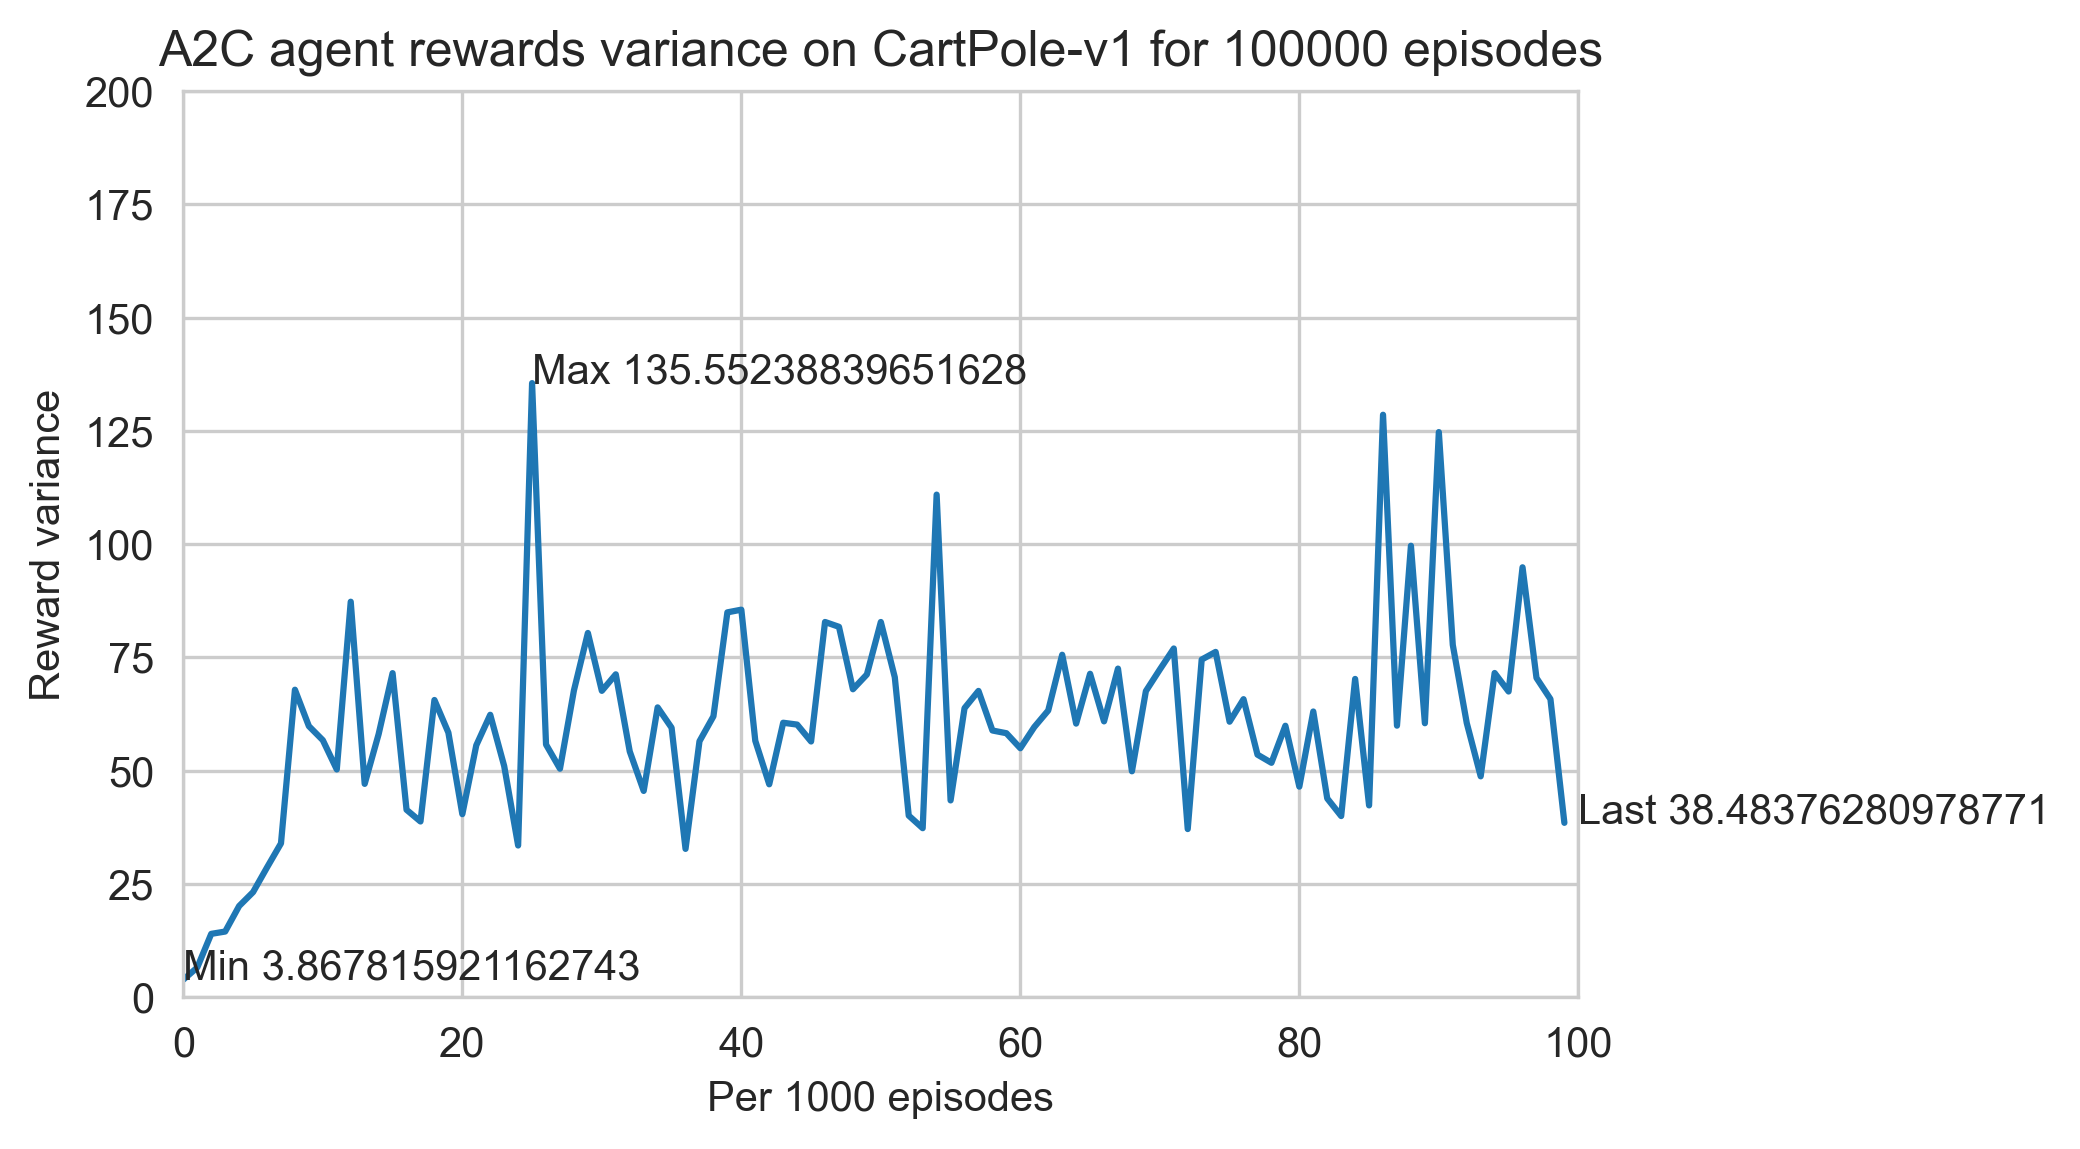 A2C agent rewards variance on CartPole-v1 for 100000 episodes
200
175
150
125
100
75
50
25
0
Reward variance
Max 135.55238839651628
Last 38.48376280978771
Min 3.867815921162743
0 20 40 60 80 100
Per 1000 episodes